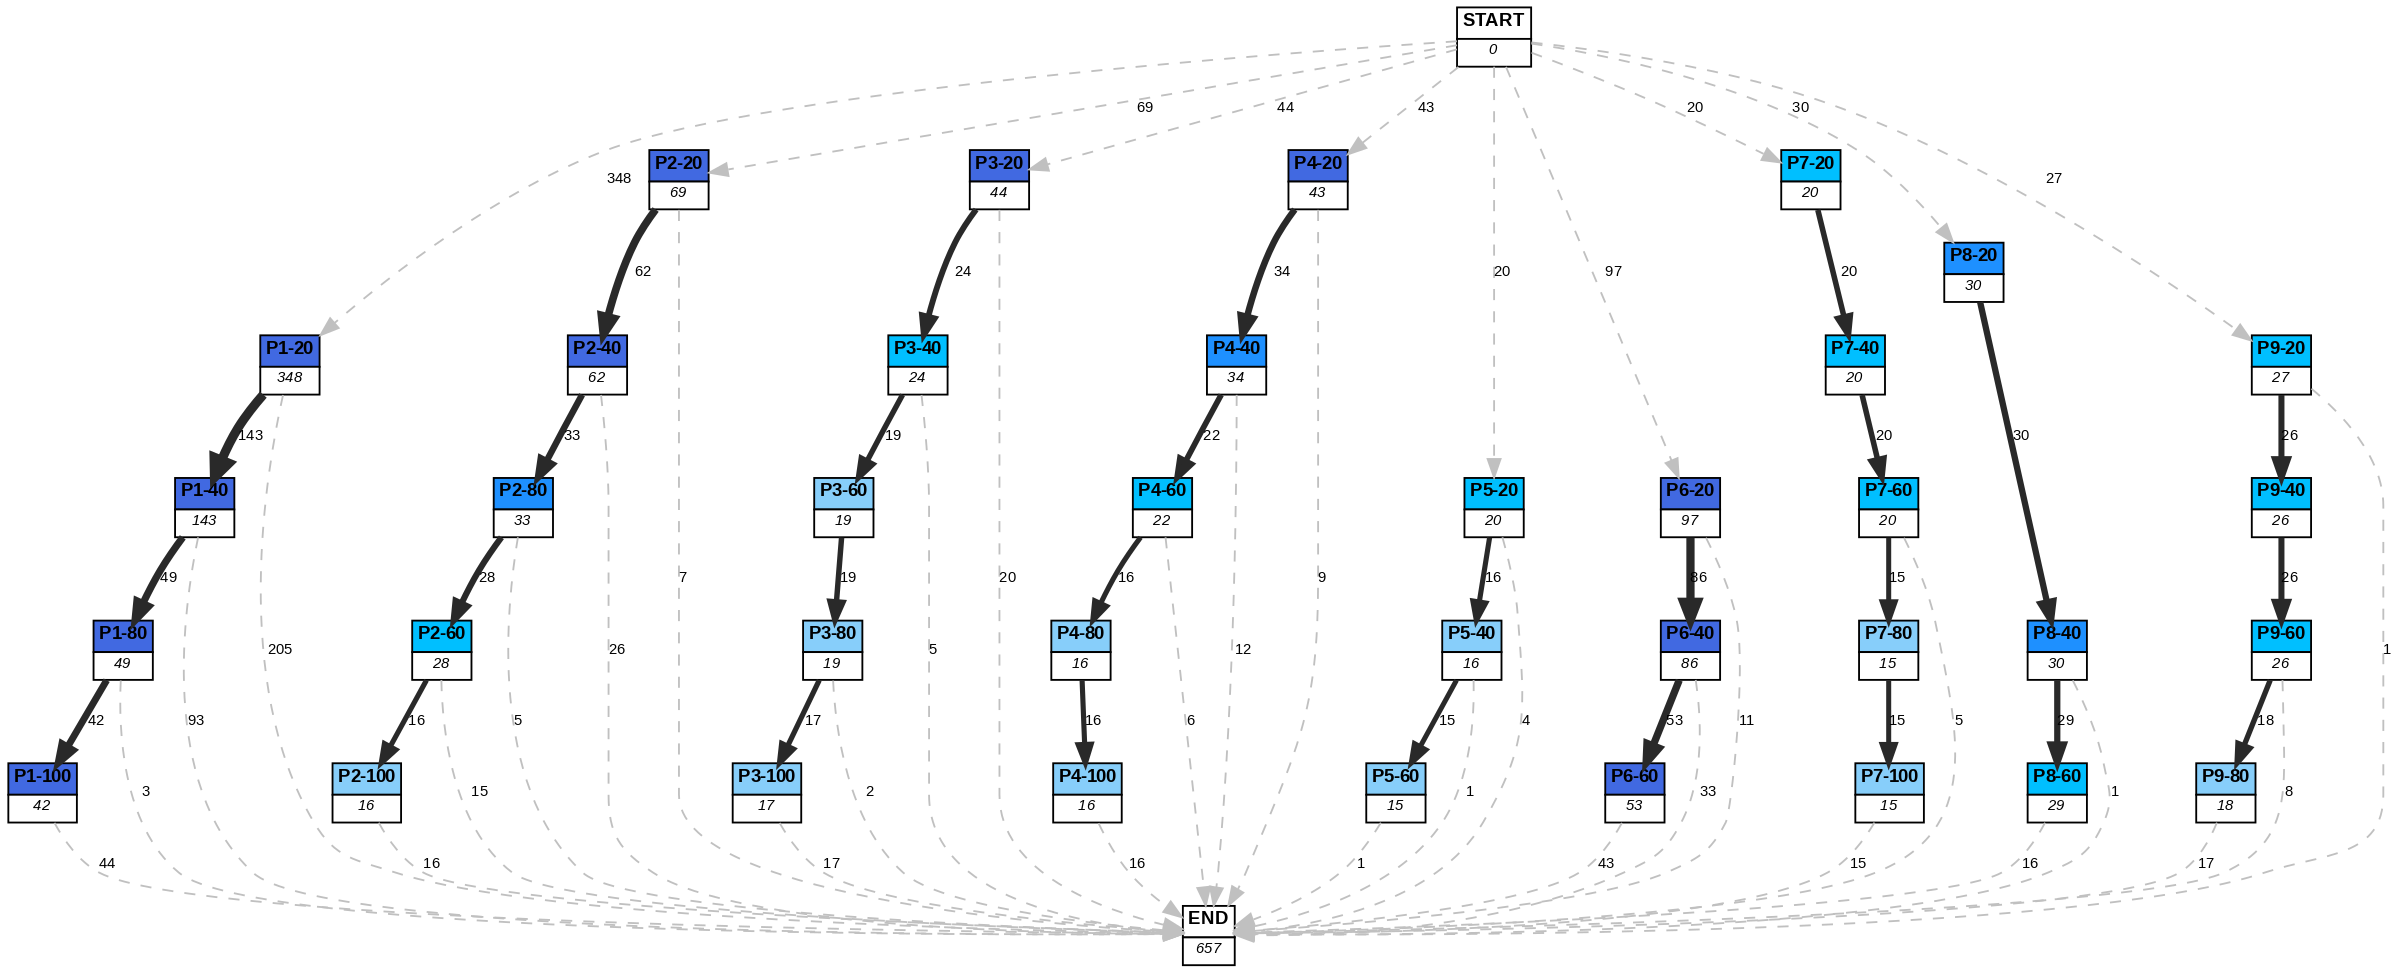 START
0
69
44
43
20
30
P2-20
69
P3-20
44
P4-20
43
P7-20
20
348
27
P8-20
30
62
24
34
20
97
20
P1-20
348
P2-40
62
P3-40
24
P4-40
34
P7-40
20
P9-20
27
143
33
19
22
20
30
26
P1-40
143
P2-80
33
P3-60
19
P4-60
22
P5-20
20
P6-20
97
P7-60
20
P9-40
26
49
28
7
19
20
16
9
16
86
15
26
P1-80
49
P2-60
28
P3-80
19
P4-80
16
P5-40
16
P6-40
86
P7-80
15
P8-40
30
P9-60
26
205
26
5
12
1
42
93
16
5
17
16
6
15
4
53
11
15
5
29
18
P1-100
42
P2-100
16
P3-100
17
P4-100
16
P5-60
15
P6-60
53
P7-100
15
P8-60
29
P9-80
18
3
15
2
1
33
1
8
44
16
17
16
1
43
15
16
17
END
657